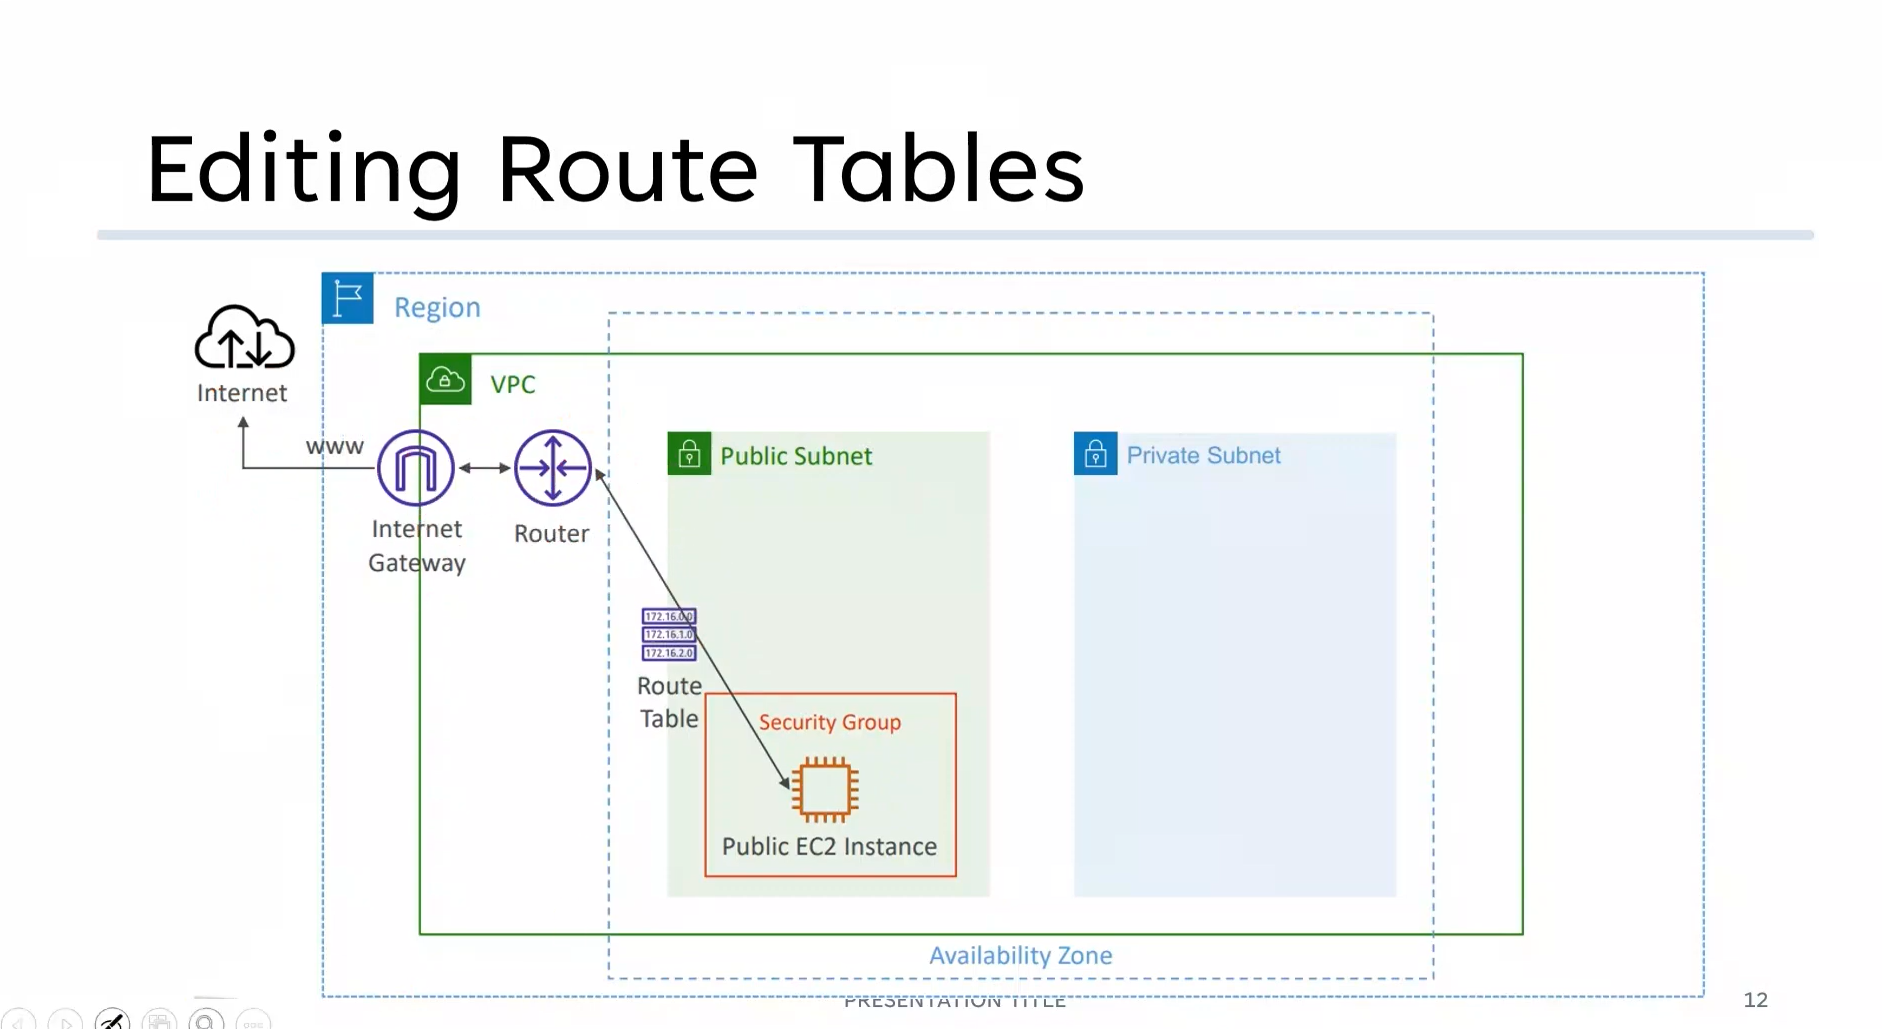 Editing Route Tables
Region
Internet
VPC
www
Public Subnet
Private Subnet
Internet
Gateway
Router
172.16.0.0
172.16.1.0
172.16.2.0
Route
Table
Security Group
Public EC2 Instance
Availability Zone
PRESENTATION TITLE
12